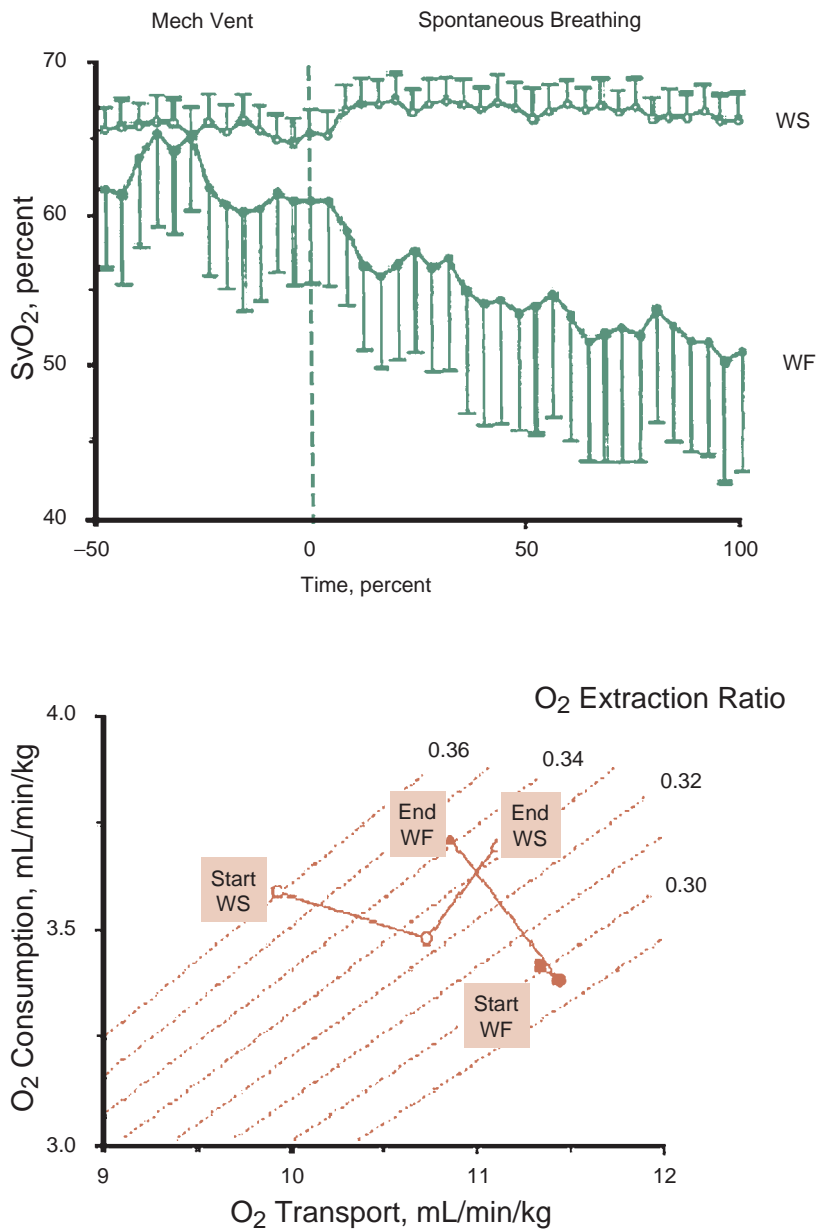 Mech Vent Spontaneous Breathing
70
WS
60
SvO₂, percent
50
WF
40
–50 0 50 100
Time, percent
O₂ Extraction Ratio
4.0
0.36 0.34
0.32
End
WF
End
WS
Start
WS
0.30
O₂ Consumption, mL/min/kg
3.5
Start
WF
3.0
9 10 11 12
O₂ Transport, mL/min/kg